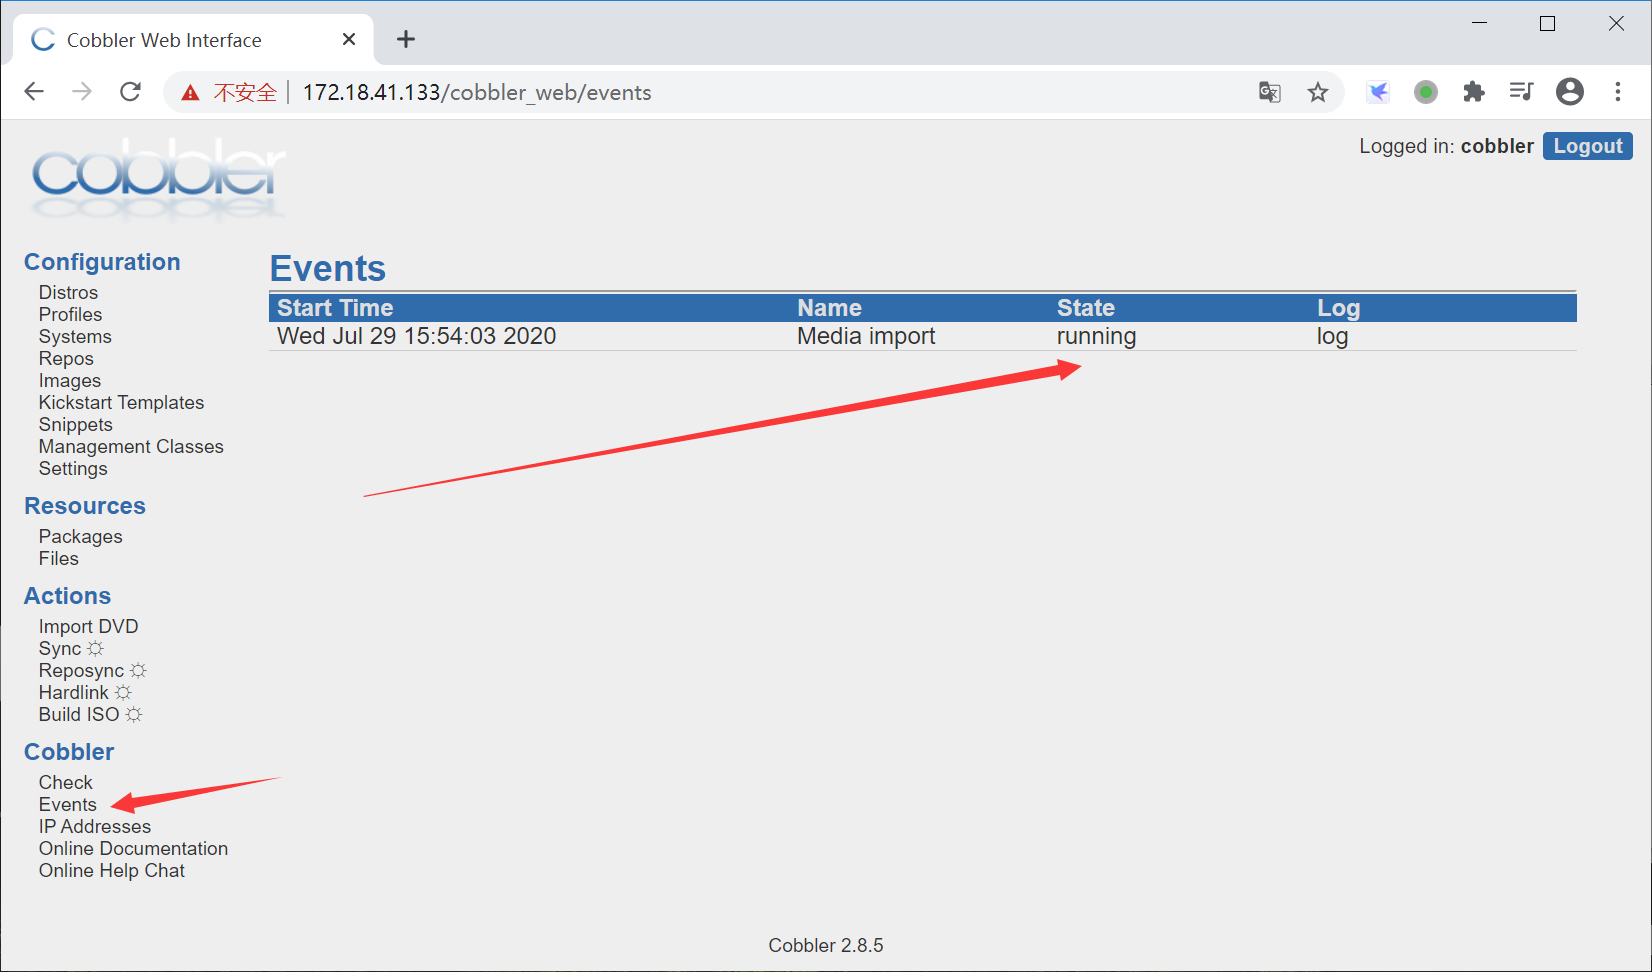 Cobbler Web Interface
不安全 172.18.41.133/cobbler_web/events
Logged in: cobbler Logout
cobbler
Configuration
Distros
Profiles
Systems
Repos
Images
Kickstart Templates
Snippets
Management Classes
Settings
Resources
Packages
Files
Actions
Import DVD
Sync
Reposync
Hardlink
Build ISO
Cobbler
Check
Events
IP Addresses
Online Documentation
Online Help Chat
Events
Start Time Name State Log
Wed Jul 29 15:54:03 2020 Media import running log
Cobbler 2.8.5